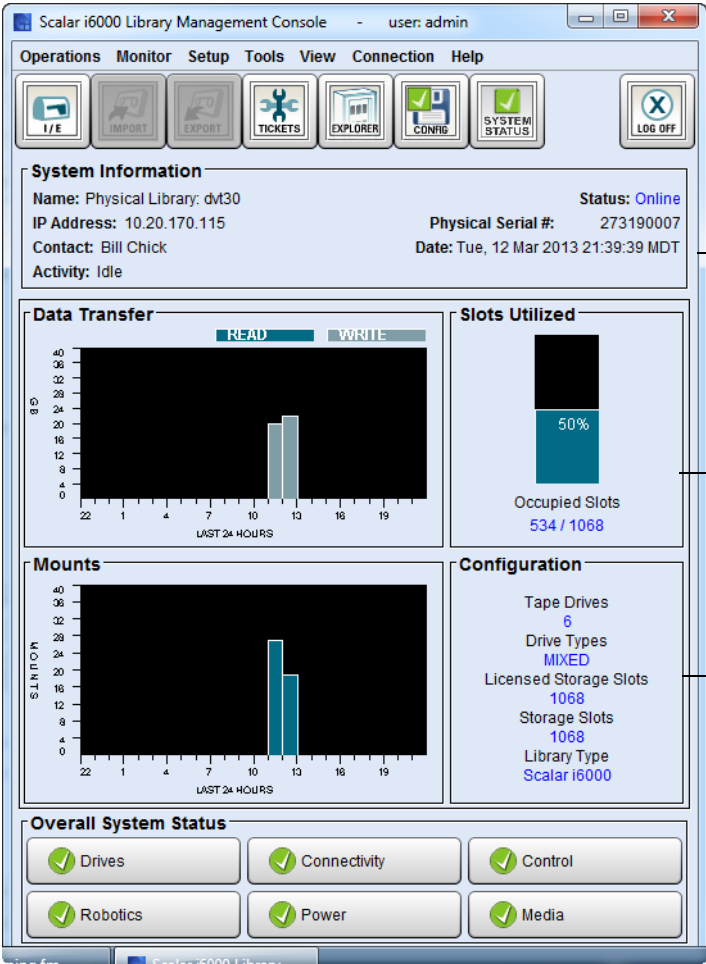 Scalar i6000 Library Management Console - user: admin
Operations Monitor Setup Tools View Connection Help
I/E IMPORT EXPORT TICKETS EXPLORER CONFIG SYSTEM STATUS LOG OFF
System Information
Name: Physical Library: dvt30 Status: Online
IP Address: 10.20.170.115 Physical Serial #: 273190007
Contact: Bill Chick Date: Tue, 12 Mar 2013 21:39:39 MDT
Activity: Idle
Data Transfer
READ WRITE
GB
40
36
32
28
24
20
16
12
8
4
0
22 1 4 7 10 13 16 19
LAST 24 HOURS
Slots Utilized
50%
Occupied Slots
534 / 1068
Mounts
MOUNTS
40
36
32
28
24
20
16
12
8
4
0
22 1 4 7 10 13 16 19
LAST 24 HOURS
Configuration
Tape Drives
6
Drive Types
MIXED
Licensed Storage Slots
1068
Storage Slots
1068
Library Type
Scalar i6000
Overall System Status
Drives Connectivity Control
Robotics Power Media
Scalar i6000 Library